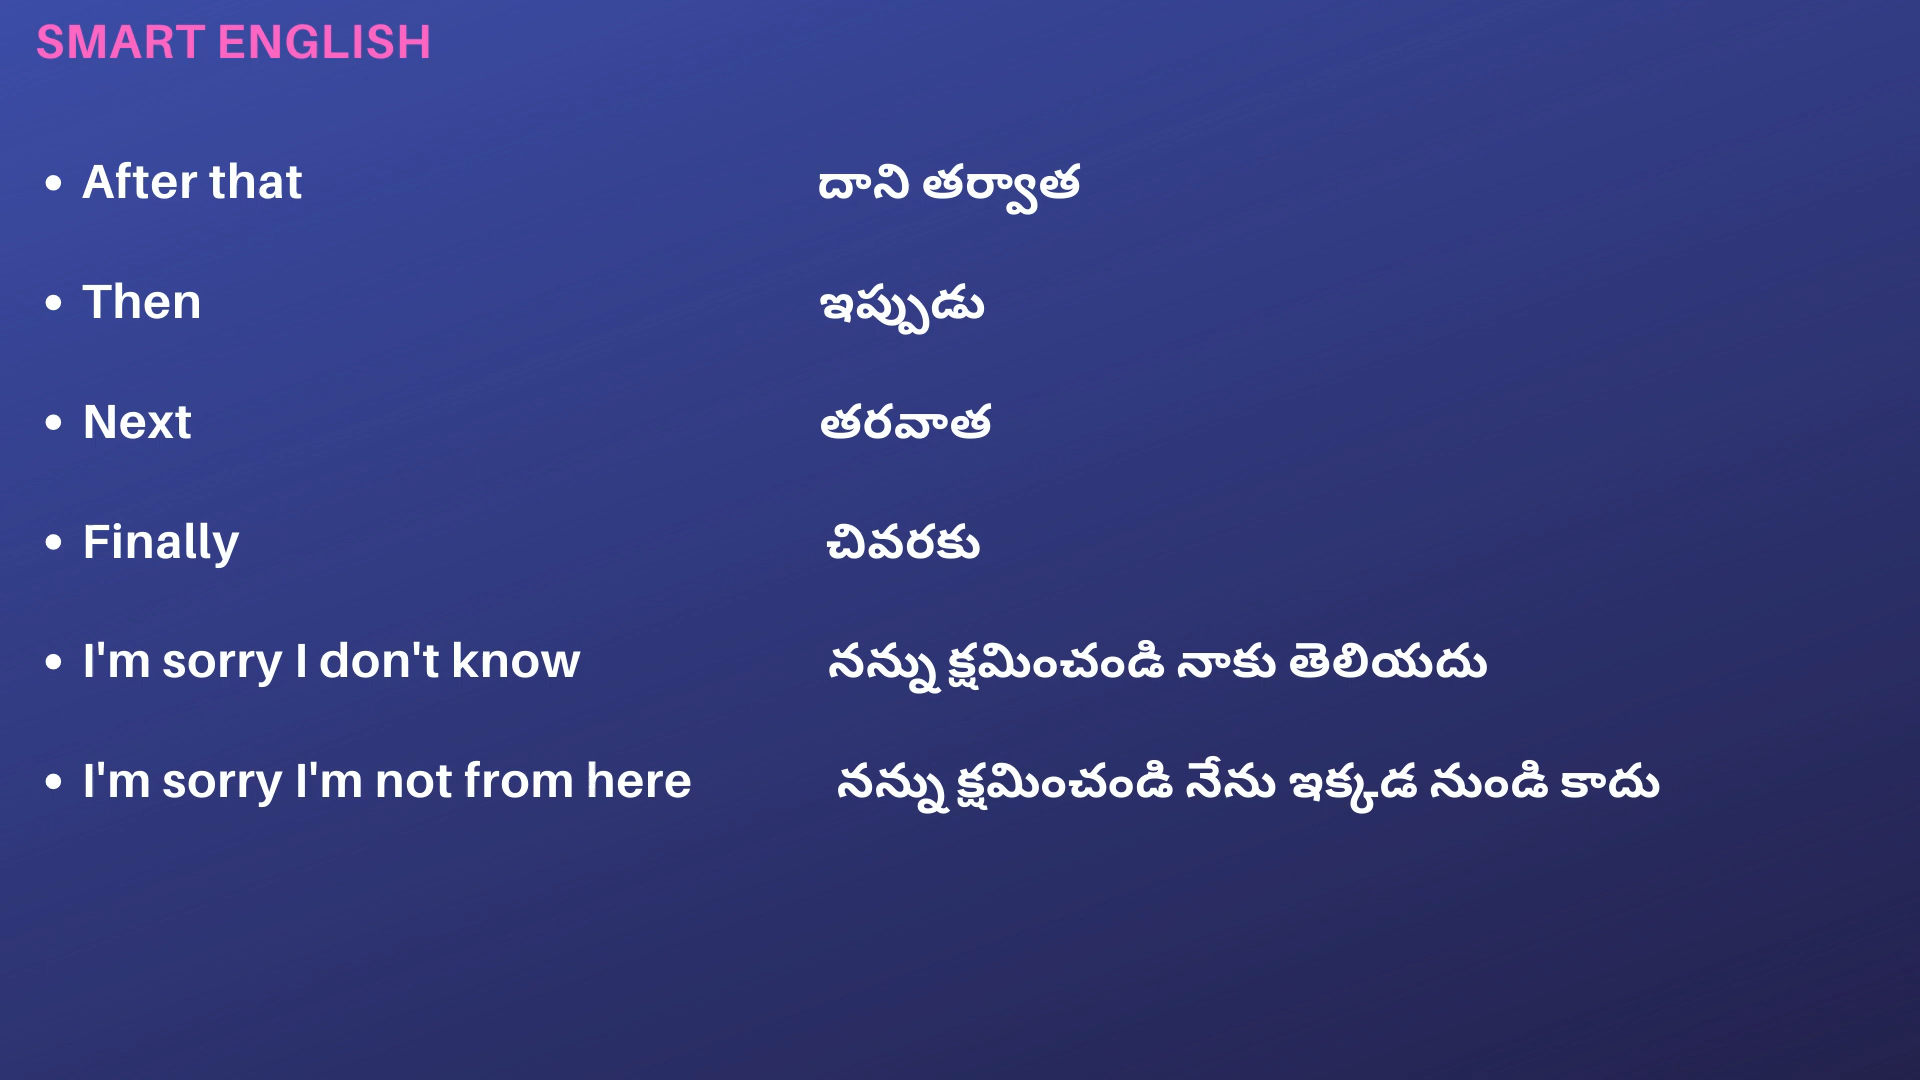 SMART ENGLISH
• After that దాని తర్వాత
• Then ఇప్పుడు
• Next తరవాత
• Finally చివరకు
• I'm sorry I don't know నన్ను క్షమించండి నాకు తెలియదు
• I'm sorry I'm not from here నన్ను క్షమించండి నేను ఇక్కడ నుండి కాదు